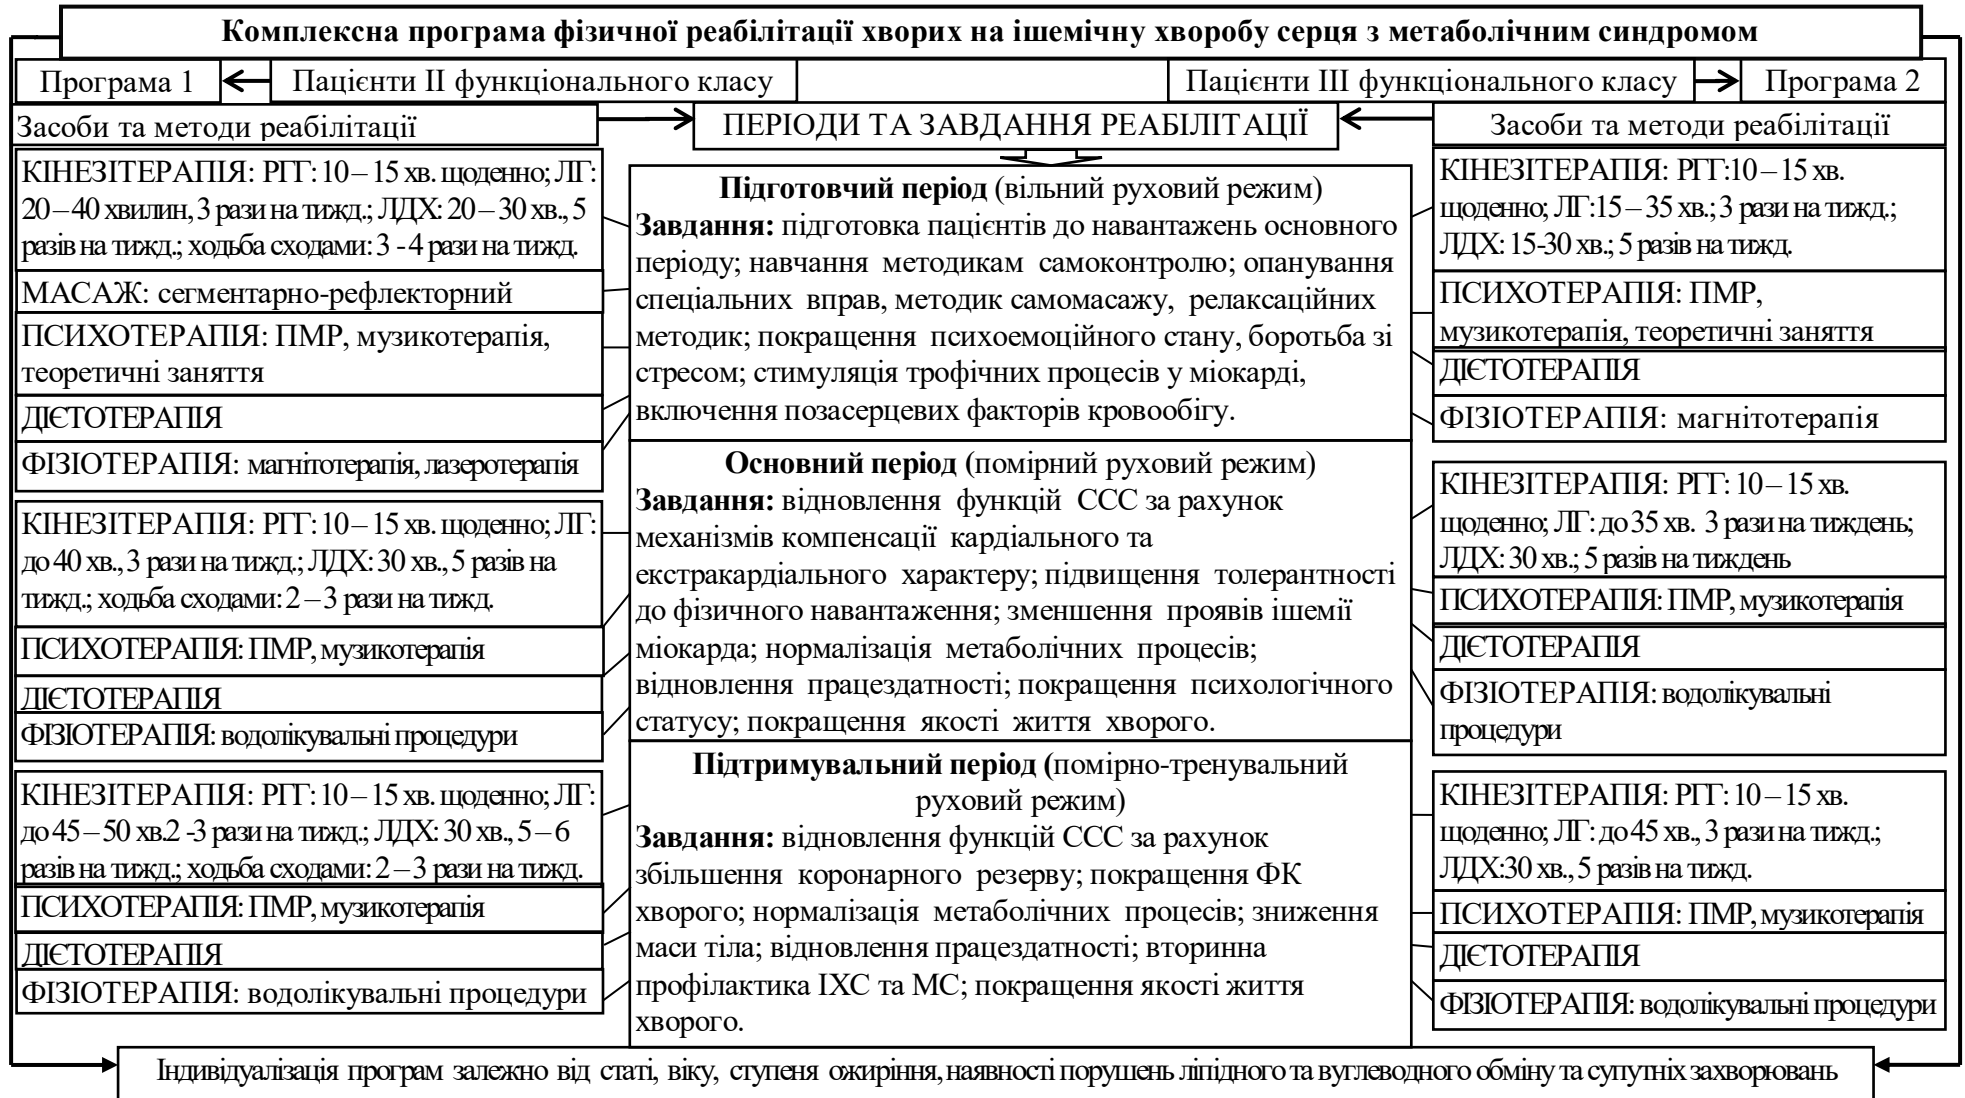 Комплексна програма фізичної реабілітації хворих на ішемічну хворобу серця з метаболічним синдромом
Програма 1
Пацієнти ІІ функціонального класу
Пацієнти ІІІ функціонального класу
Програма 2
Засоби та методи реабілітації
ПЕРІОДИ ТА ЗАВДАННЯ РЕАБІЛІТАЦІЇ
Засоби та методи реабілітації
КІНЕЗІТЕРАПІЯ: РГГ: 10 – 15 хв. щоденно; ЛГ:
20 – 40 хвилин, 3 рази на тижд.; ЛДХ: 20 – 30 хв., 5
разів на тижд.; ходьба сходами: 3 - 4 рази на тижд.
МАСАЖ: сегментарно-рефлекторний
ПСИХОТЕРАПІЯ: ПМР, музикотерапія,
теоретичні заняття
ДІЄТОТЕРАПІЯ
ФІЗІОТЕРАПІЯ: магнітотерапія, лазеротерапія
КІНЕЗІТЕРАПІЯ: РГГ: 10 – 15 хв. щоденно; ЛГ:
до 40 хв., 3 рази на тижд.; ЛДХ: 30 хв., 5 разів на
тижд.; ходьба сходами: 2 – 3 рази на тижд.
ПСИХОТЕРАПІЯ: ПМР, музикотерапія
ДІЄТОТЕРАПІЯ
ФІЗІОТЕРАПІЯ: водолікувальні процедури
КІНЕЗІТЕРАПІЯ: РГГ: 10 – 15 хв. щоденно; ЛГ:
до 45 – 50 хв.2 -3 рази на тижд.; ЛДХ: 30 хв., 5 – 6
разів на тижд.; ходьба сходами: 2 – 3 рази на тижд.
ПСИХОТЕРАПІЯ: ПМР, музикотерапія
ДІЄТОТЕРАПІЯ
ФІЗІОТЕРАПІЯ: водолікувальні процедури
Підготовчий період (вільний руховий режим)
Завдання: підготовка пацієнтів до навантажень основного
періоду; навчання методикам самоконтролю; опанування
спеціальних вправ, методик самомасажу, релаксаційних
методик; покращення психоемоційного стану, боротьба зі
стресом; стимуляція трофічних процесів у міокарді,
включення позасерцевих факторів кровообігу.
Основний період (помірний руховий режим)
Завдання: відновлення функцій ССС за рахунок
механізмів компенсації кардіального та
екстракардіального характеру; підвищення толерантності
до фізичного навантаження; зменшення проявів ішемії
міокарда; нормалізація метаболічних процесів;
відновлення працездатності; покращення психологічного
статусу; покращення якості життя хворого.
Підтримувальний період (помірно-тренувальний
руховий режим)
Завдання: відновлення функцій ССС за рахунок
збільшення коронарного резерву; покращення ФК
хворого; нормалізація метаболічних процесів; зниження
маси тіла; відновлення працездатності; вторинна
профілактика ІХС та МС; покращення якості життя
хворого.
КІНЕЗІТЕРАПІЯ: РГГ:10 – 15 хв.
щоденно; ЛГ:15 – 35 хв.; 3 рази на тижд.;
ЛДХ: 15-30 хв.; 5 разів на тижд.
ПСИХОТЕРАПІЯ: ПМР,
музикотерапія, теоретичні заняття
ДІЄТОТЕРАПІЯ
ФІЗІОТЕРАПІЯ: магнітотерапія
КІНЕЗІТЕРАПІЯ: РГГ: 10 – 15 хв.
щоденно; ЛГ: до 35 хв. 3 рази на тиждень;
ЛДХ: 30 хв.; 5 разів на тиждень
ПСИХОТЕРАПІЯ: ПМР, музикотерапія
ДІЄТОТЕРАПІЯ
ФІЗІОТЕРАПІЯ: водолікувальні
процедури
КІНЕЗІТЕРАПІЯ: РГГ: 10 – 15 хв.
щоденно; ЛГ: до 45 хв., 3 рази на тижд.;
ЛДХ:30 хв., 5 разів на тижд.
ПСИХОТЕРАПІЯ: ПМР, музикотерапія
ДІЄТОТЕРАПІЯ
ФІЗІОТЕРАПІЯ: водолікувальні процедури
Індивідуалізація програм залежно від статі, віку, ступеня ожиріння, наявності порушень ліпідного та вуглеводного обміну та супутніх захворювань